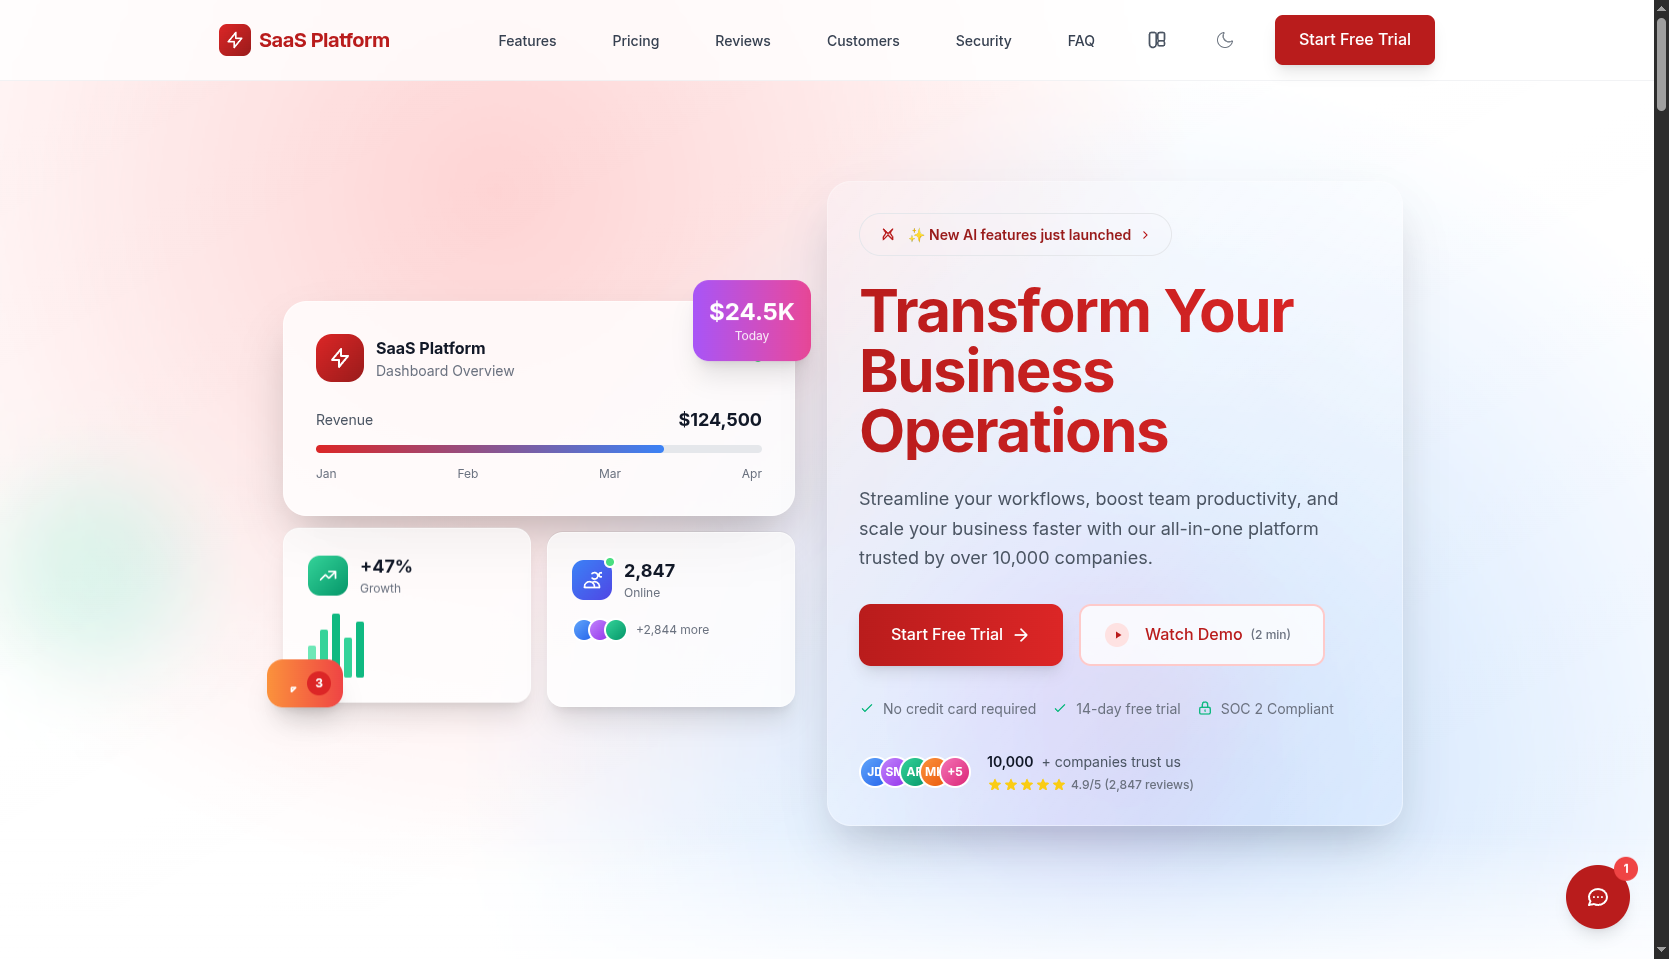 SaaS Platform
Features
Pricing
Reviews
Customers
Security
FAQ
Start Free Trial
$24.5K
Today
SaaS Platform
Dashboard Overview
Revenue
$124,500
Jan
Feb
Mar
Apr
+47%
Growth
3
2,847
Online
+2,844 more
✨ New AI features just launched
Transform Your
Business
Operations
Streamline your workflows, boost team productivity, and
scale your business faster with our all-in-one platform
trusted by over 10,000 companies.
Start Free Trial
Watch Demo (2 min)
No credit card required
14-day free trial
SOC 2 Compliant
+5
10,000 + companies trust us
4.9/5 (2,847 reviews)
1